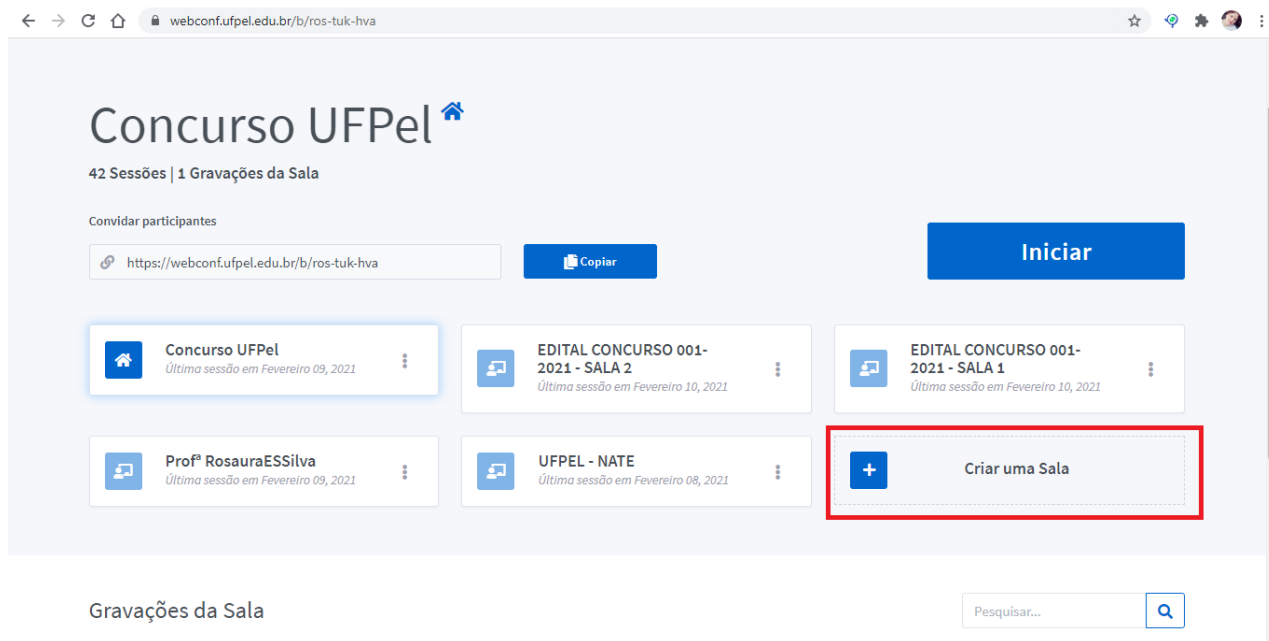 webconf.ufpel.edu.br/b/ros-tuk-hva
Concurso UFPel
42 Sessões | 1 Gravações da Sala
Convidar participantes
https://webconf.ufpel.edu.br/b/ros-tuk-hva
Copiar
Iniciar
Concurso UFPel
Última sessão em Fevereiro 09, 2021
EDITAL CONCURSO 001-
2021 - SALA 2
Última sessão em Fevereiro 10, 2021
EDITAL CONCURSO 001-
2021 - SALA 1
Última sessão em Fevereiro 10, 2021
Profª RosauraESSilva
Última sessão em Fevereiro 09, 2021
UFPEL - NATE
Última sessão em Fevereiro 08, 2021
Criar uma Sala
Gravações da Sala
Pesquisar...